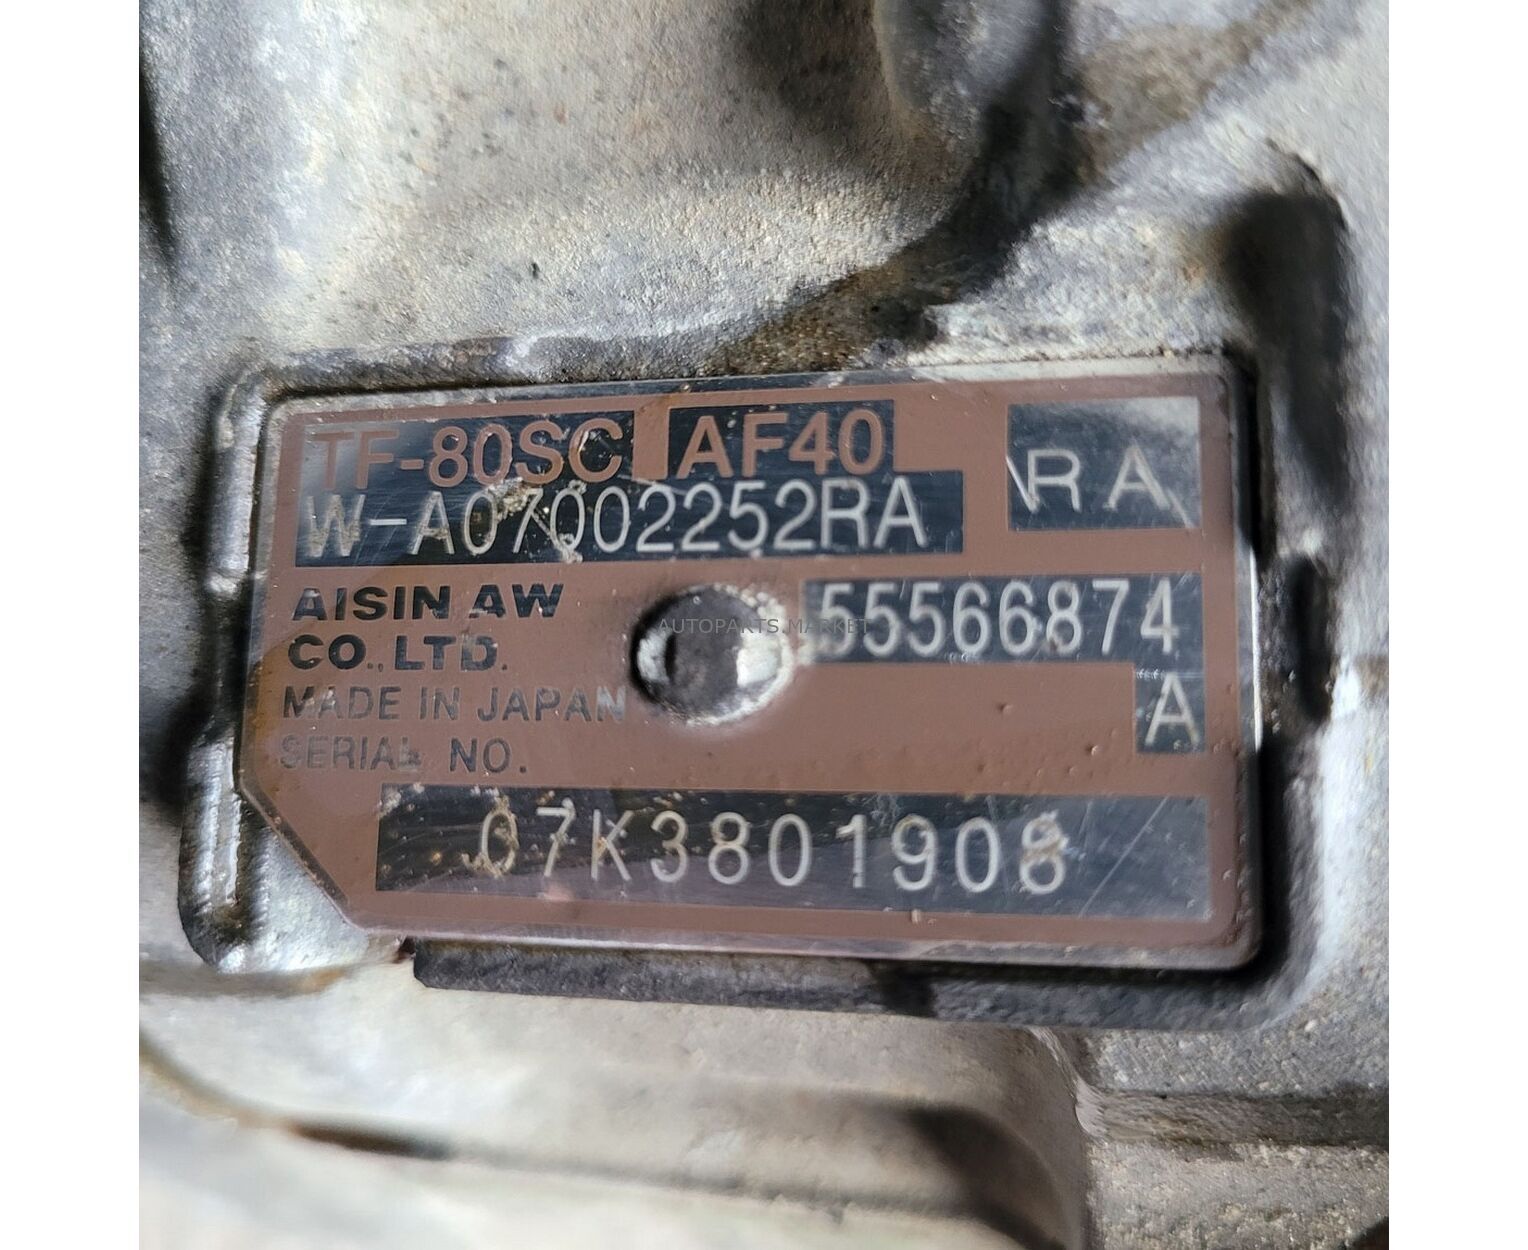 TF-80SC AF40 RA
W-A07002252RA
AISIN AW
CO.,LTD.
55566874
A
MADE IN JAPAN
SERIAL NO.
07K3801908
AUTOPARTS.MARKET